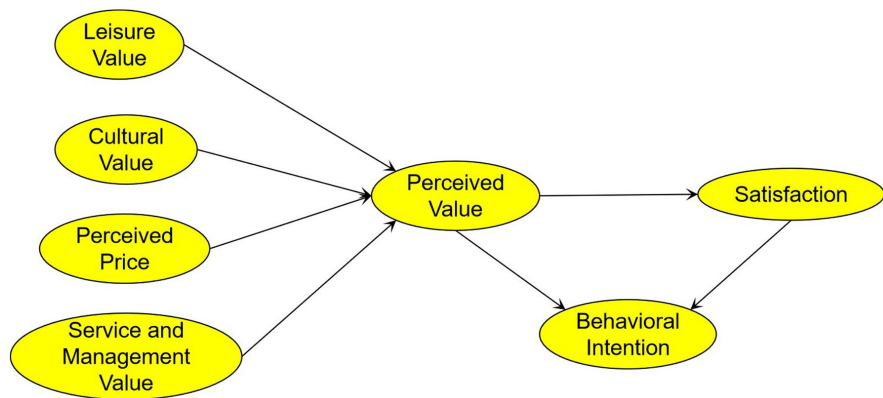 Leisure
Value
Cultural
Value
Perceived
Price
Service and
Management
Value
Perceived
Value
Satisfaction
Behavioral
Intention